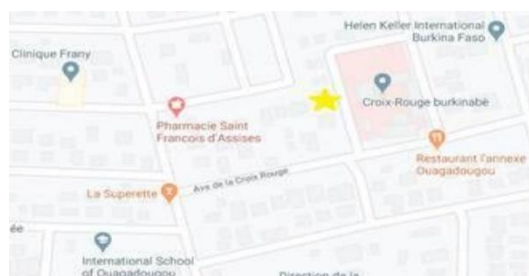 Helen Keller International
Burkina Faso
Clinique Frany
Croix-Rouge burkinabè
Pharmacie Saint
Francois d'Assises
Restaurant l'annexe
Ouagadougou
Ave de la Croix Rouge
La Superette
ée
International School
of Ouagadougou
Direction de la